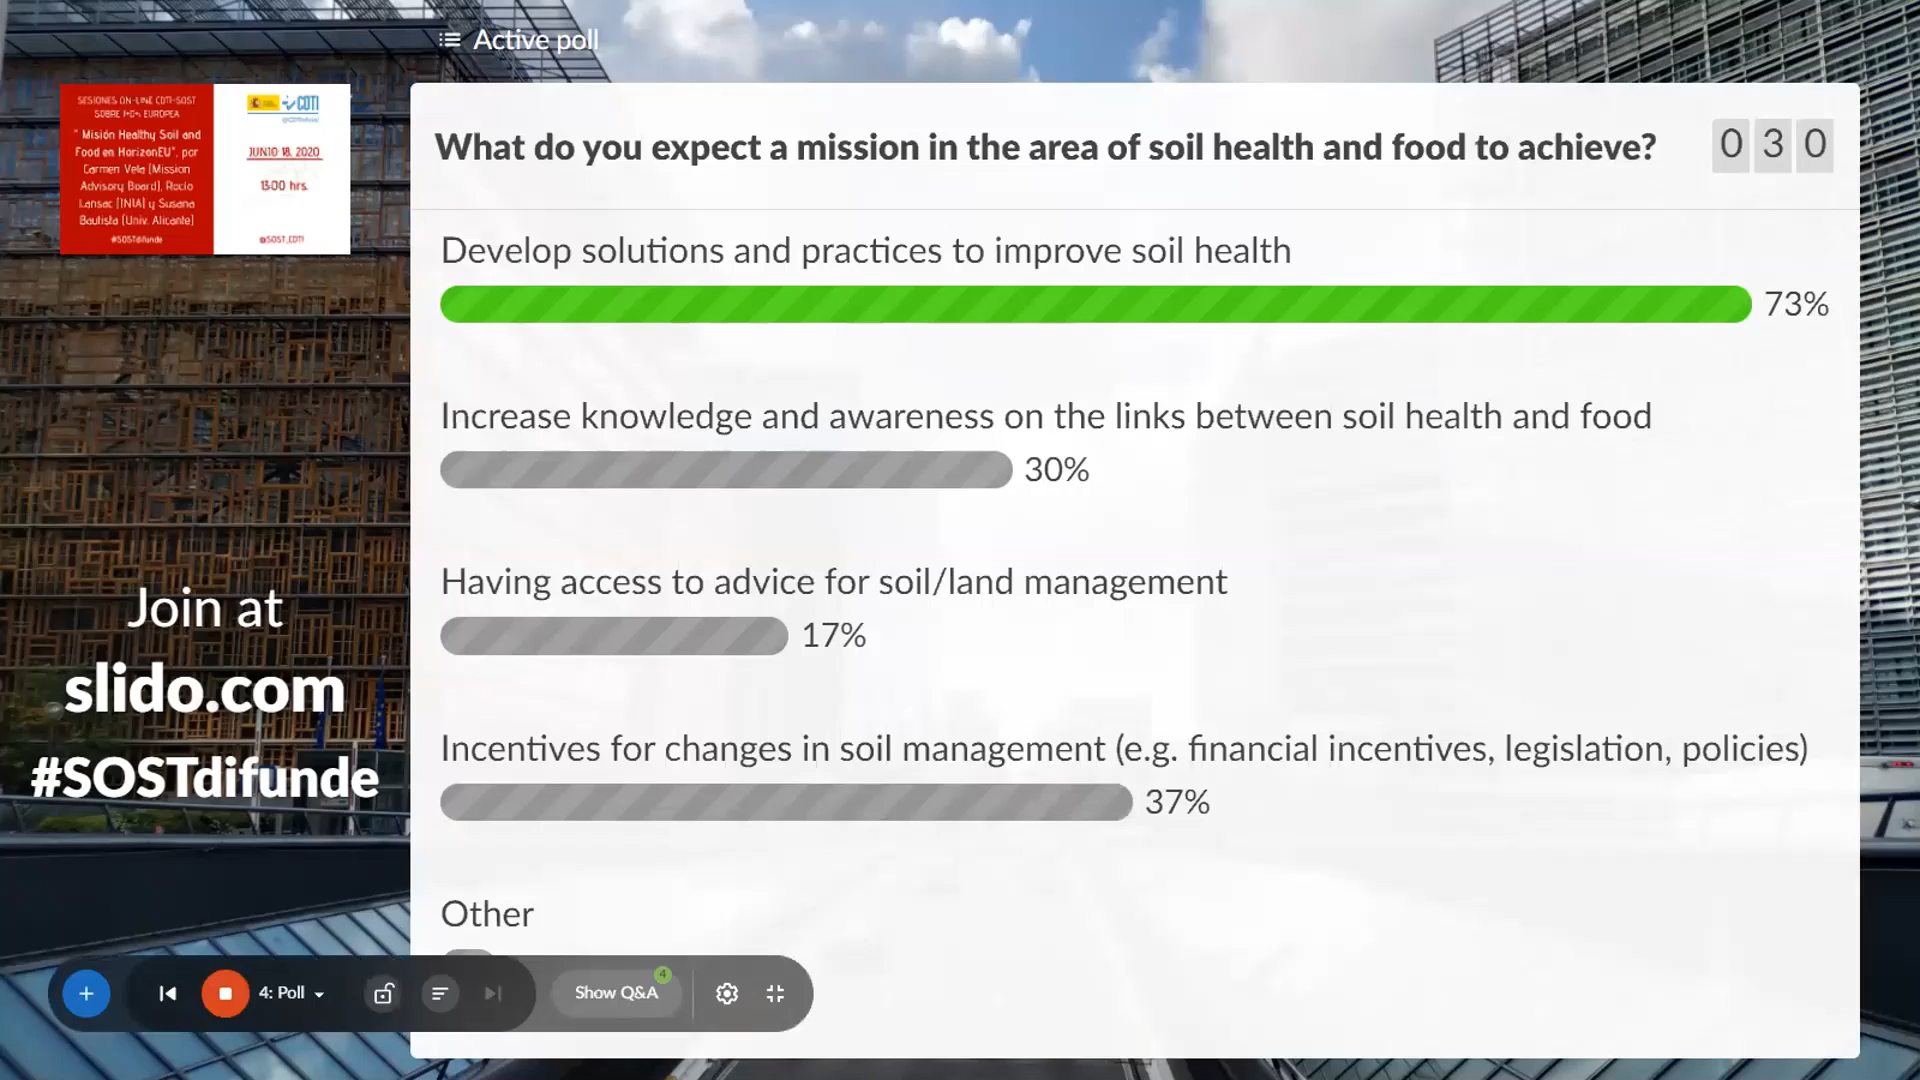 Active poll
SESIONES ON-LINE CDTI-SOST
SOBRE I+D+i EUROPEA
" Misión Healthy Soil and
Food en HorizonEU", por
Carmen Vela (Mission
Advisory Board), Rocío
Lansac (INIA) y Susana
Bautista (Univ. Alicante)
#SOSTdifunde
CDTI
JUNIO 18, 2020
13:00 hrs.
@SOST_CDTI
What do you expect a mission in the area of soil health and food to achieve?
0 3 0
Develop solutions and practices to improve soil health
73%
Increase knowledge and awareness on the links between soil health and food
30%
Having access to advice for soil/land management
17%
Incentives for changes in soil management (e.g. financial incentives, legislation, policies)
37%
Other
Join at
slido.com
#SOSTdifunde
4: Poll
Show Q&A
4